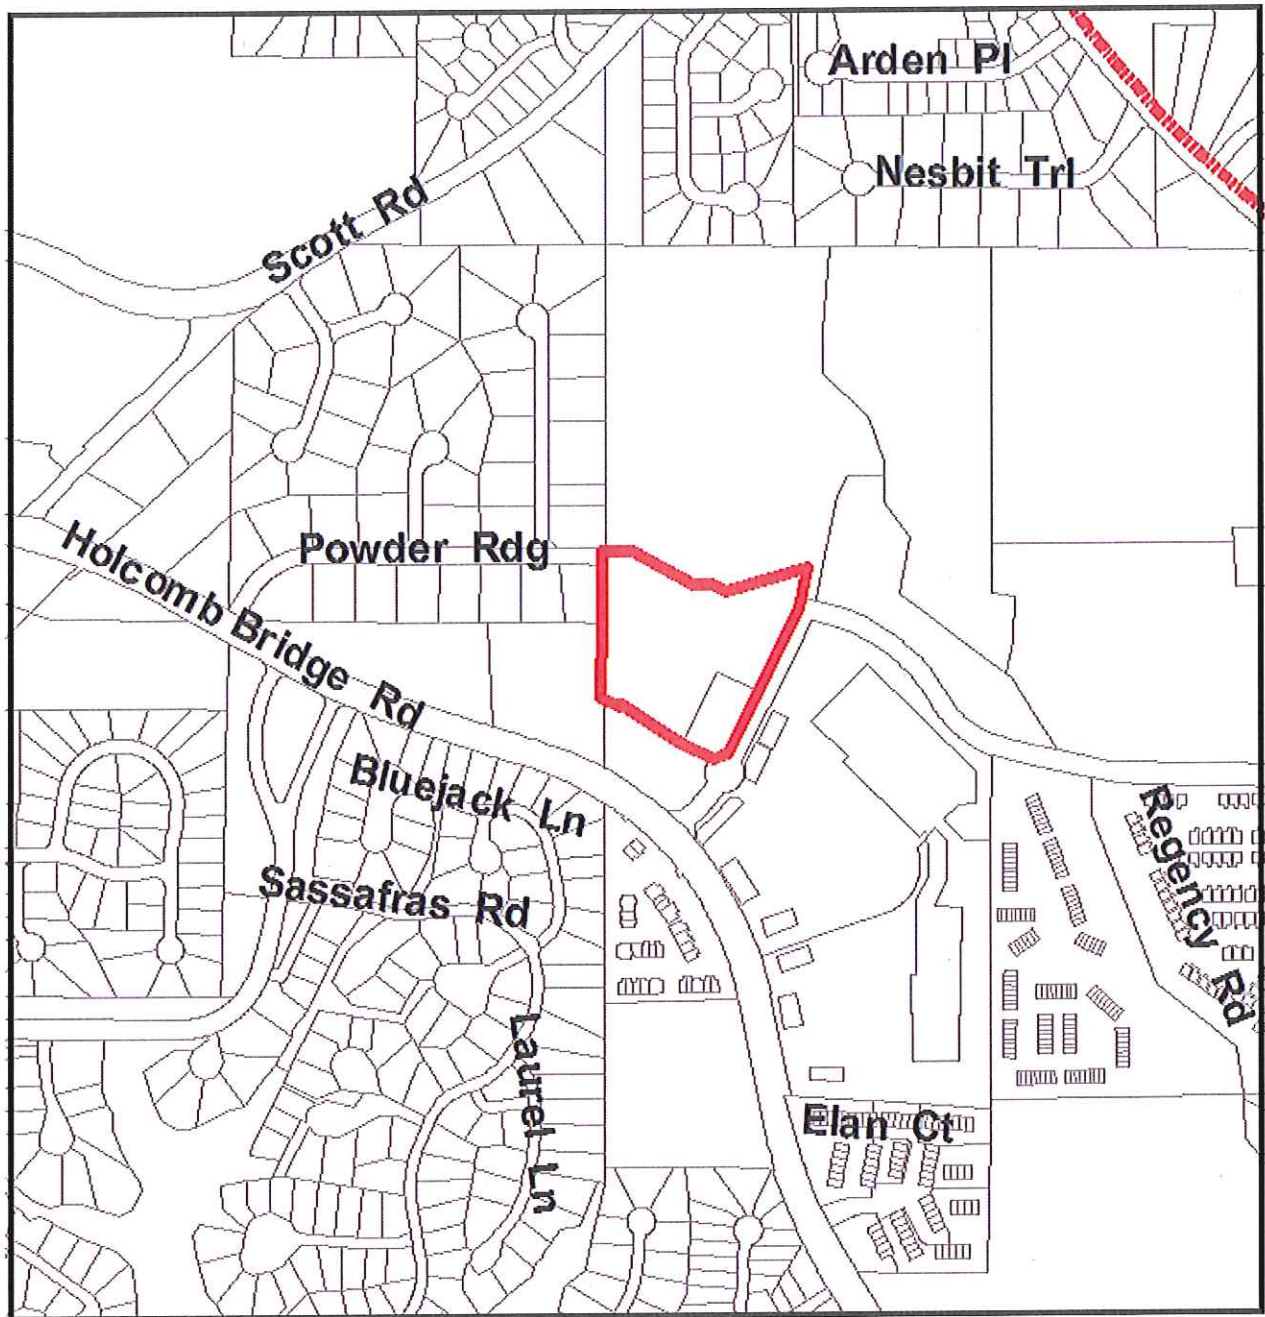 Arden Pl
Nesbit Trl
Scott Rd
Powder Rdg
Holcomb Bridge Rd
Bluejack Ln
Regency Rd
Sassafras Rd
Laurel Ln
Elan Ct